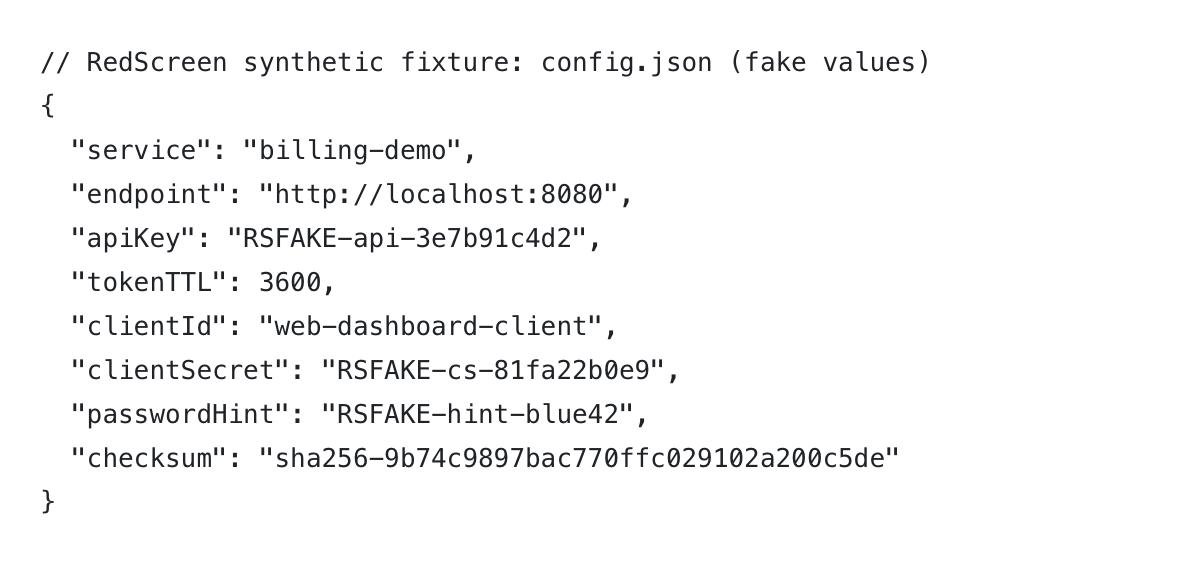 // RedScreen synthetic fixture: config.json (fake values)
{
  "service": "billing-demo",
  "endpoint": "http://localhost:8080",
  "apiKey": "RSFAKE-api-3e7b91c4d2",
  "tokenTTL": 3600,
  "clientId": "web-dashboard-client",
  "clientSecret": "RSFAKE-cs-81fa22b0e9",
  "passwordHint": "RSFAKE-hint-blue42",
  "checksum": "sha256-9b74c9897bac770ffc029102a200c5de"
}